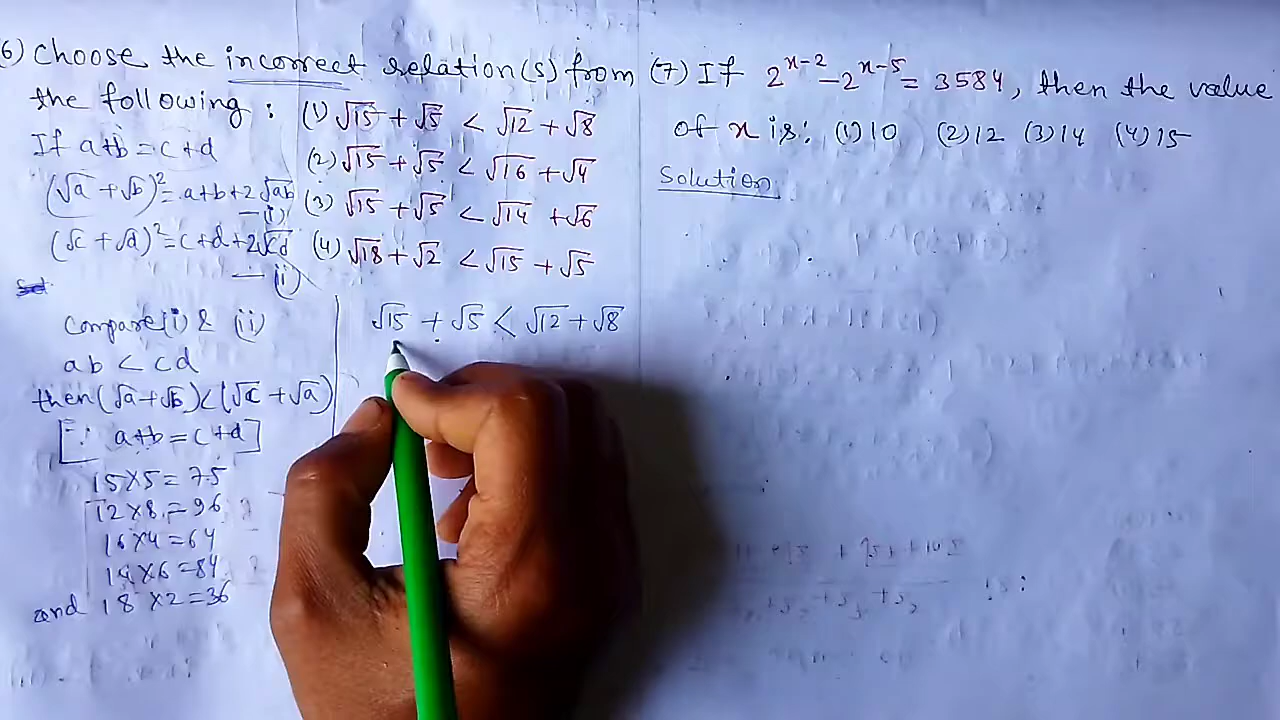 6) Choose the incorrect relation(s) from
the following : (1) √15 + √5 < √12 + √8
If a+b = c+d
(2) √15 + √5 < √16 + √4
(√a + √b)² = a+b+2√ab
—(i)
(3) √15 + √5 < √14 + √6
(√c + √d)² = c+d+2√cd
—(ii)
(4) √18 + √2 < √15 + √5
Compare (i) & (ii)
ab < cd
then (√a+√b) < (√c + √d)
[∵ a+b = c+d]
15×5 = 75
12×8 = 96
16×4 = 64
14×6 = 84
and 18×2 = 36
√15 + √5 < √12 + √8
(7) If 2^{x-2} - 2^{x-5} = 3584, then the value
of x is: (1) 10 (2) 12 (3) 14 (4) 15
Solution